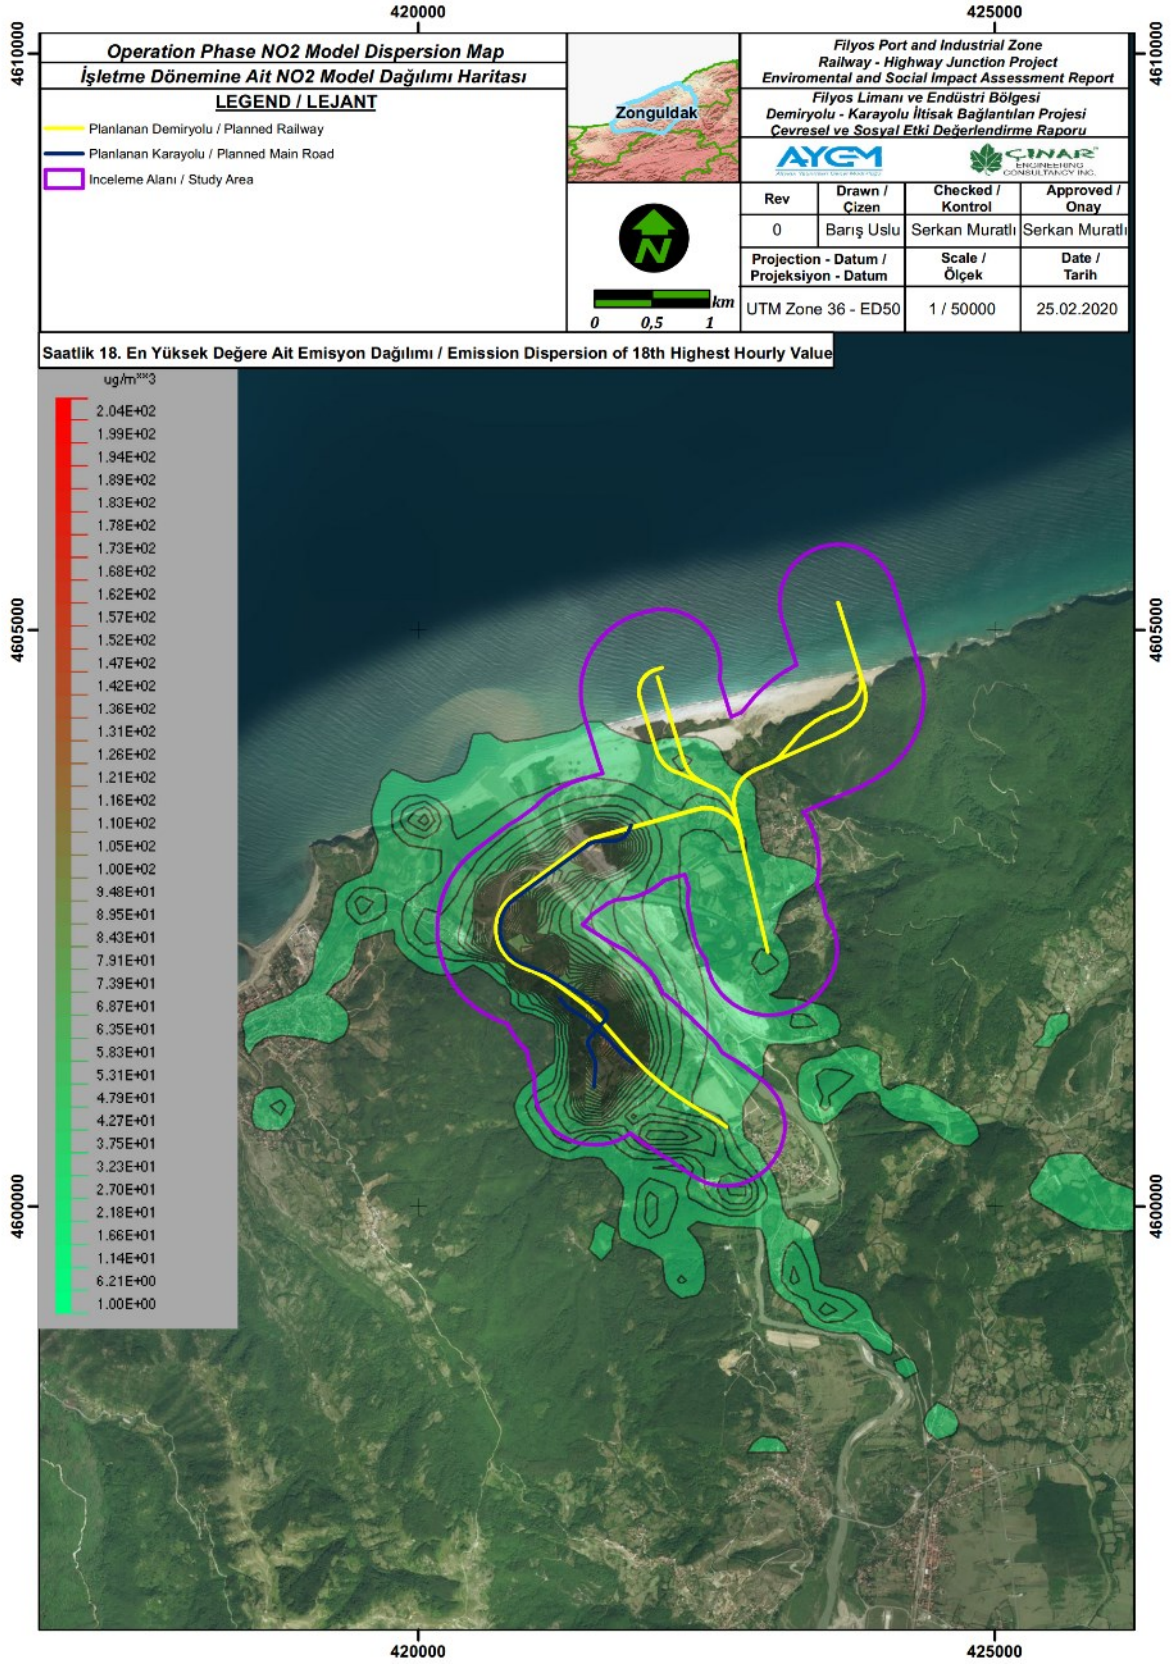 420000
425000
4610000
4610000
Operation Phase NO2 Model Dispersion Map
İşletme Dönemine Ait NO2 Model Dağılımı Haritası
LEGEND / LEJANT
Planlanan Demiryolu / Planned Railway
Planlanan Karayolu / Planned Main Road
Inceleme Alanı / Study Area
Zonguldak
N
km
0 0,5 1
Filyos Port and Industrial Zone
Railway - Highway Junction Project
Enviromental and Social Impact Assessment Report
Filyos Limanı ve Endüstri Bölgesi
Demiryolu - Karayolu İltisak Bağlantıları Projesi
Çevresel ve Sosyal Etki Değerlendirme Raporu
AYGM
ÇINAR
ENGINEERING
CONSULTANCY INC.
Rev
Drawn /
Çizen
Checked /
Kontrol
Approved /
Onay
0
Barış Uslu
Serkan Muratlı
Serkan Muratlı
Projection - Datum /
Projeksiyon - Datum
Scale /
Ölçek
Date /
Tarih
UTM Zone 36 - ED50
1 / 50000
25.02.2020
Saatlik 18. En Yüksek Değere Ait Emisyon Dağılımı / Emission Dispersion of 18th Highest Hourly Value
ug/m**3
2.04E+02
1.99E+02
1.94E+02
1.89E+02
1.83E+02
1.78E+02
1.73E+02
1.68E+02
1.62E+02
1.57E+02
1.52E+02
1.47E+02
1.42E+02
1.36E+02
1.31E+02
1.26E+02
1.21E+02
1.16E+02
1.10E+02
1.05E+02
1.00E+02
9.48E+01
8.95E+01
8.43E+01
7.91E+01
7.39E+01
6.87E+01
6.35E+01
5.83E+01
5.31E+01
4.79E+01
4.27E+01
3.75E+01
3.23E+01
2.70E+01
2.18E+01
1.66E+01
1.14E+01
6.21E+00
1.00E+00
4605000
4605000
4600000
4600000
420000
425000